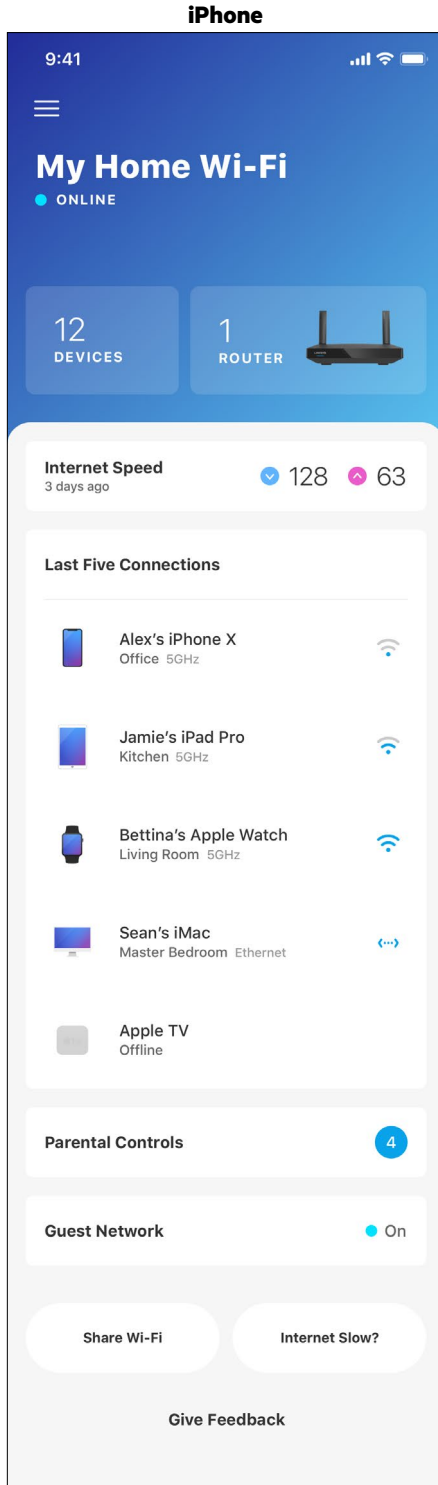 iPhone
9:41
My Home Wi-Fi
ONLINE
12
DEVICES
1
ROUTER
Internet Speed
3 days ago
128
63
Last Five Connections
Alex’s iPhone X
Office 5GHz
Jamie’s iPad Pro
Kitchen 5GHz
Bettina’s Apple Watch
Living Room 5GHz
Sean’s iMac
Master Bedroom Ethernet
Apple TV
Offline
Parental Controls
4
Guest Network
On
Share Wi-Fi
Internet Slow?
Give Feedback